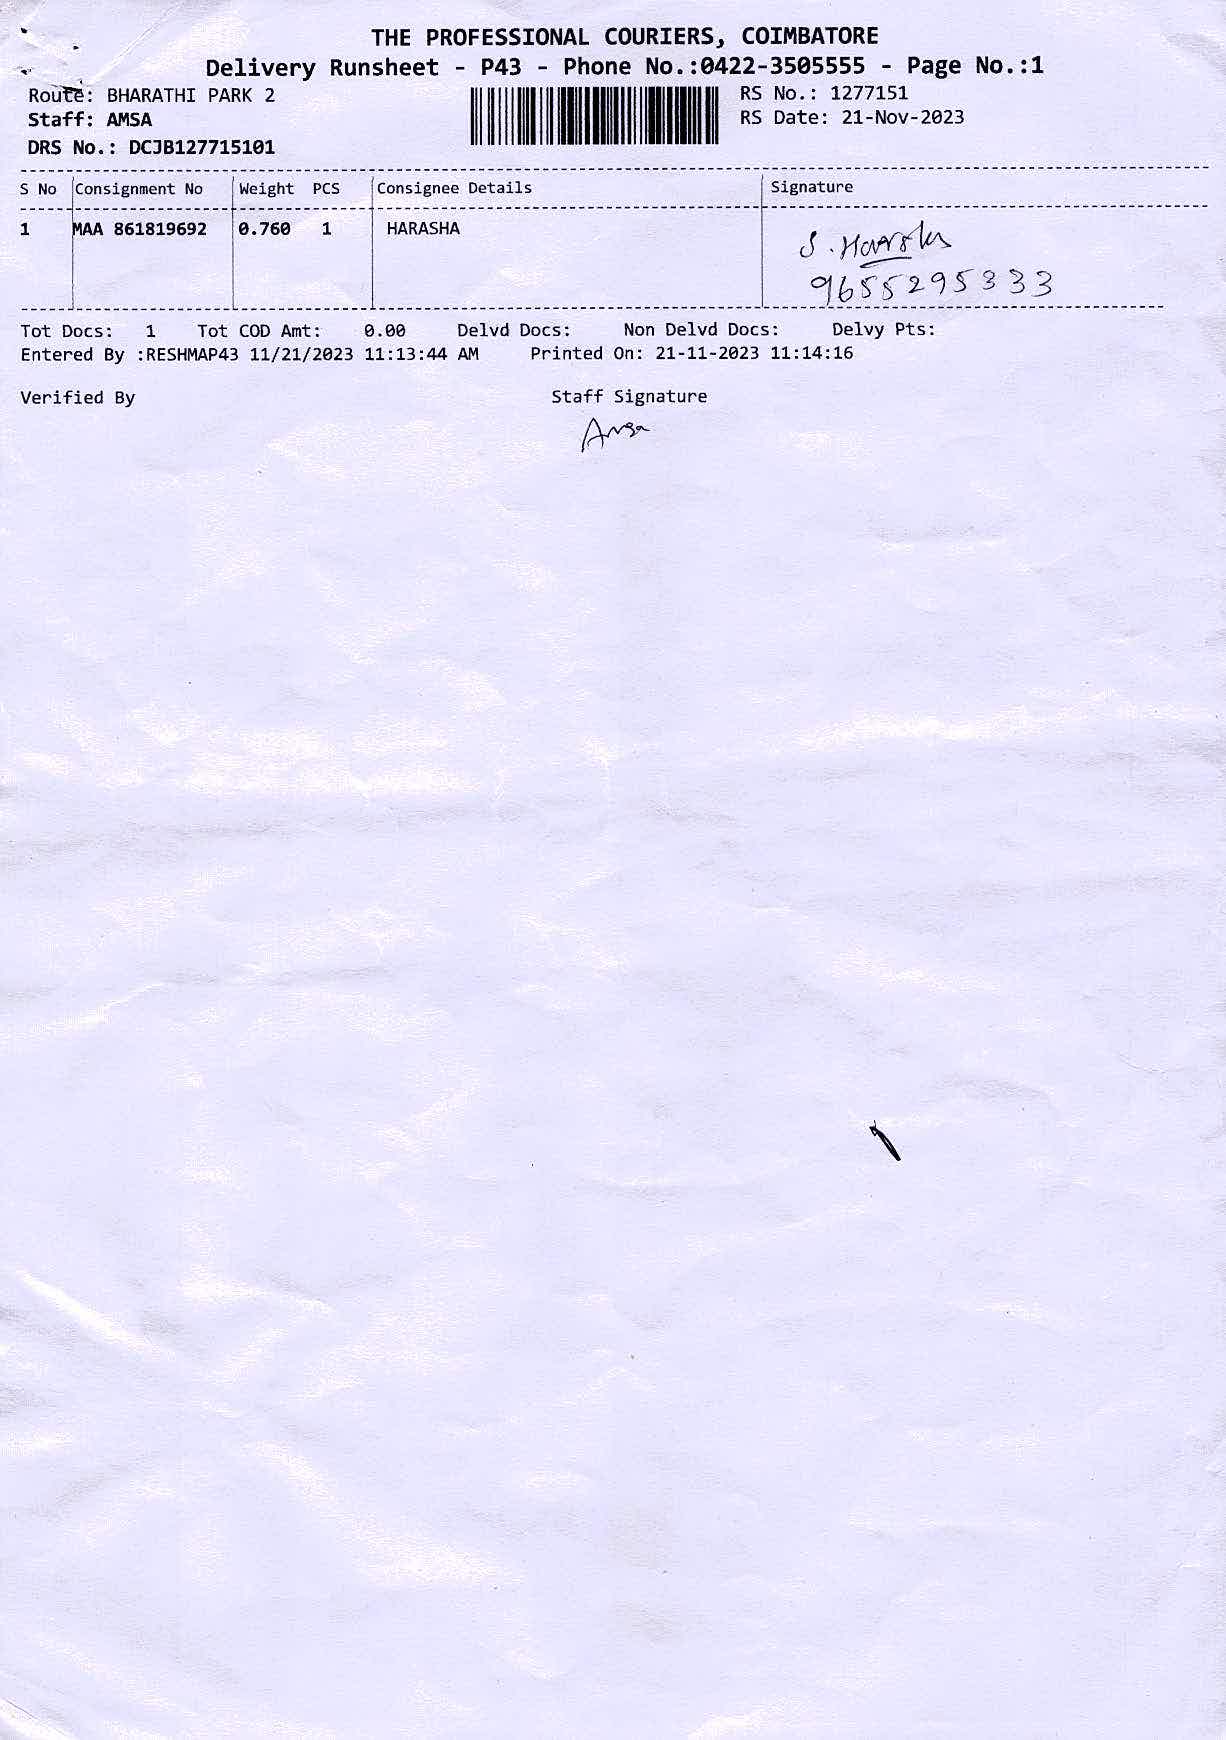 THE PROFESSIONAL COURIERS, COIMBATORE
Delivery Runsheet - P43 - Phone No.:0422-3505555 - Page No.:1
Route: BHARATHI PARK 2
RS No.: 1277151
Staff: AMSA
RS Date: 21-Nov-2023
DRS No.: DCJB127715101
S No Consignment No Weight PCS Consignee Details Signature
1 MAA 861819692 0.760 1 HARASHA
S. Harsha
9655295333
Tot Docs: 1 Tot COD Amt: 0.00 Delvd Docs: Non Delvd Docs: Delvy Pts:
Entered By :RESHMAP43 11/21/2023 11:13:44 AM Printed On: 21-11-2023 11:14:16
Verified By Staff Signature
Amsa